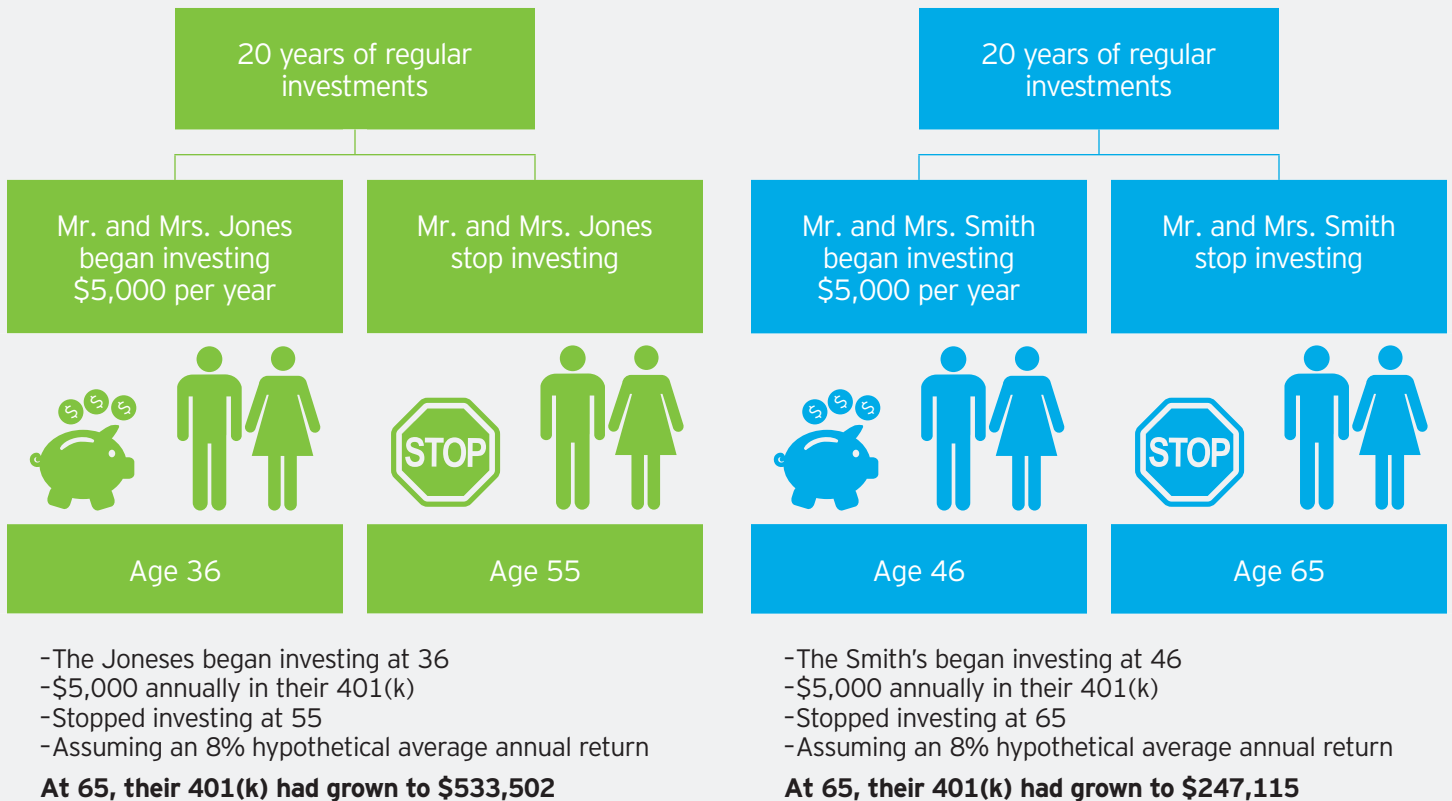 20 years of regular
investments
Mr. and Mrs. Jones
began investing
$5,000 per year
Mr. and Mrs. Jones
stop investing
STOP
Age 36
Age 55
-The Joneses began investing at 36
-$5,000 annually in their 401(k)
-Stopped investing at 55
-Assuming an 8% hypothetical average annual return
At 65, their 401(k) had grown to $533,502
20 years of regular
investments
Mr. and Mrs. Smith
began investing
$5,000 per year
Mr. and Mrs. Smith
stop investing
$ $ $
$ $ $
STOP
Age 46
Age 65
-The Smith's began investing at 46
-$5,000 annually in their 401(k)
-Stopped investing at 65
-Assuming an 8% hypothetical average annual return
At 65, their 401(k) had grown to $247,115